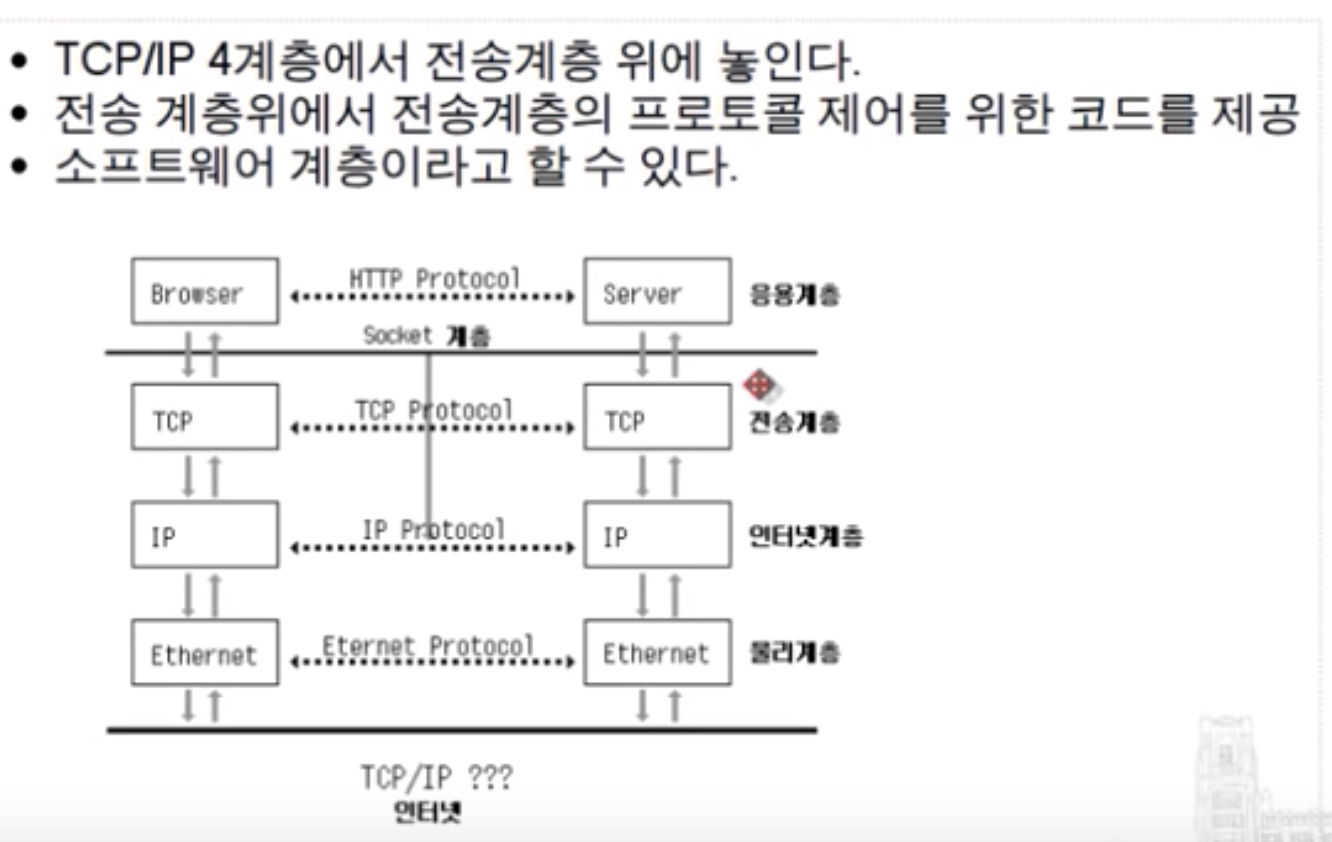 • TCP/IP 4계층에서 전송계층 위에 놓인다.
• 전송 계층위에서 전송계층의 프로토콜 제어를 위한 코드를 제공
• 소프트웨어 계층이라고 할 수 있다.
Browser HTTP Protocol Server 응용계층
Socket 계층
TCP TCP Protocol TCP 전송계층
IP IP Protocol IP 인터넷계층
Ethernet Eternet Protocol Ethernet 물리계층
TCP/IP ???
인터넷